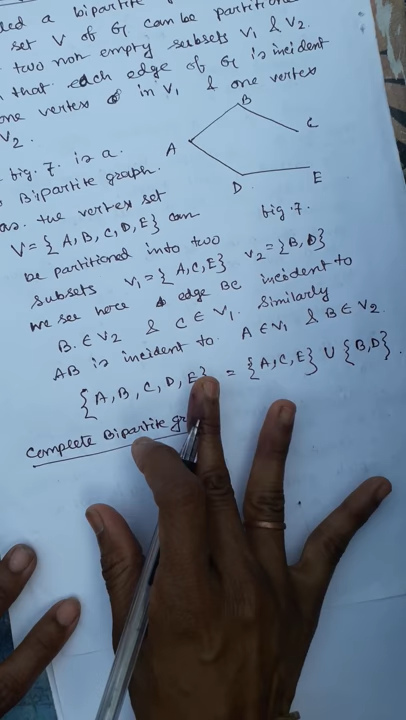 a bipartite
set V of G can be partition
two non empty subsets V1 & V2.
that each edge of G is incident
one vertex in V1 & one vertex
V2.
B
C
A
D
E
fig. 7. is a
Bipartite graph.
fig. 7.
as the vertex set
V = {A, B, C, D, E} can
be partitioned into two
subsets V1 = {A, C, E} V2 = {B, D}
we see here edge BC incident to
B ∈ V2 & C ∈ V1. Similarly
AB is incident to A ∈ V1 & B ∈ V2.
{A, B, C, D, E} = {A, C, E} U {B, D}.
Complete Bipartite gr